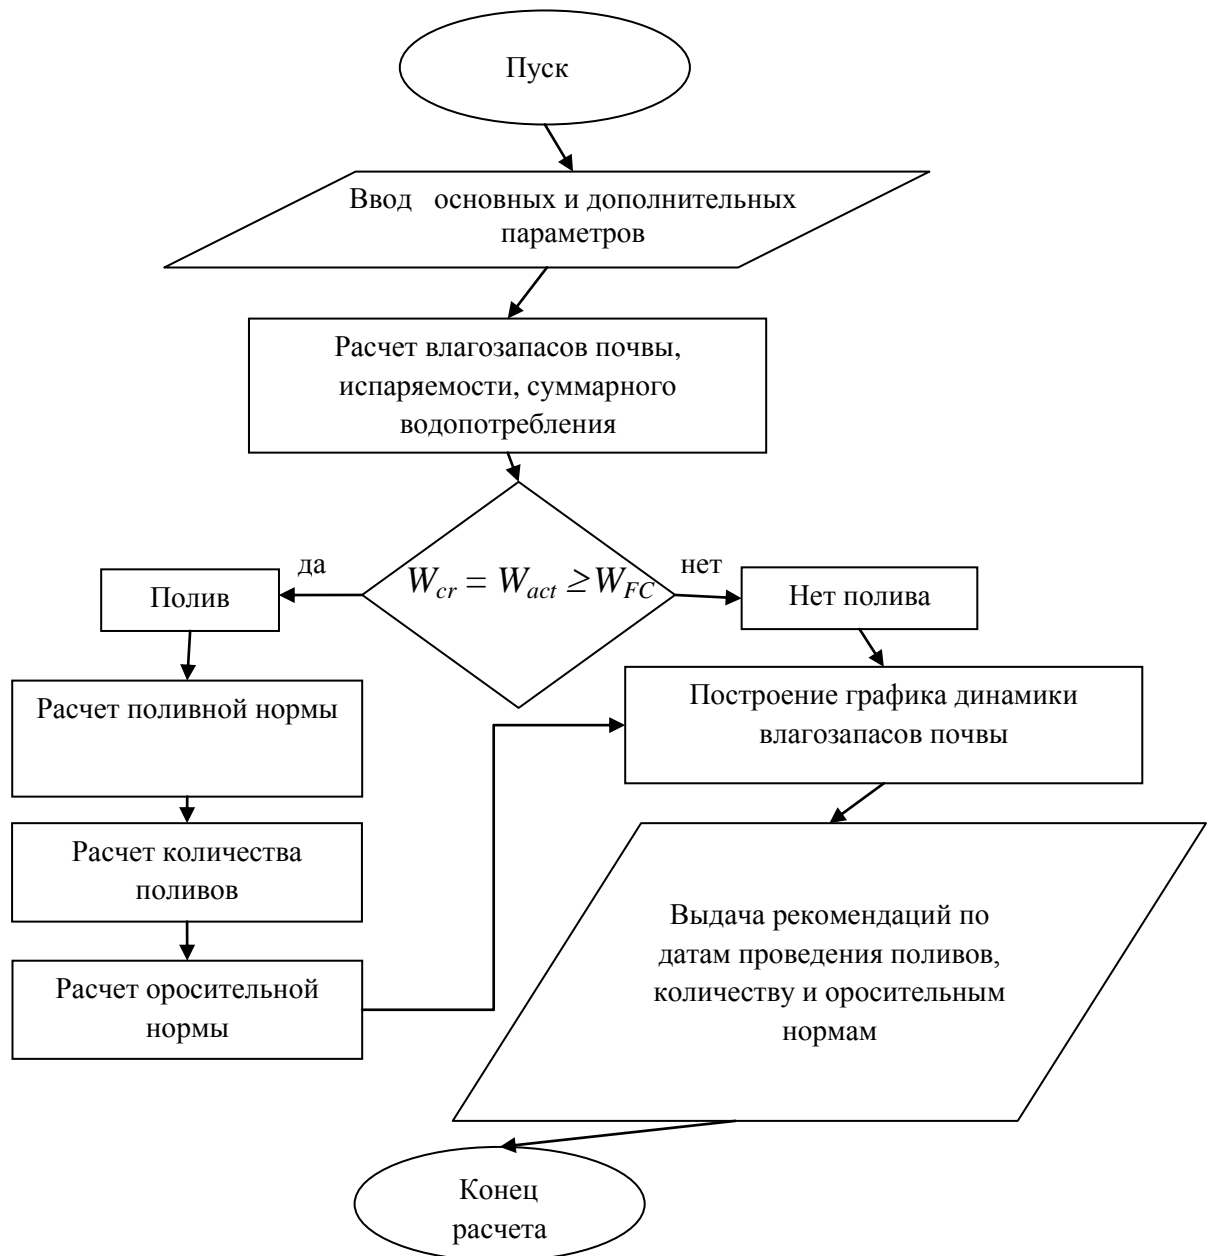 Пуск
Ввод основных и дополнительных
параметров
Расчет влагозапасов почвы,
испаряемости, суммарного
водопотребления
да
W_cr = W_act ≥ W_FC
нет
Полив
Нет полива
Расчет поливной нормы
Построение графика динамики
влагозапасов почвы
Расчет количества
поливов
Расчет оросительной
нормы
Выдача рекомендаций по
датам проведения поливов,
количеству и оросительным
нормам
Конец
расчета